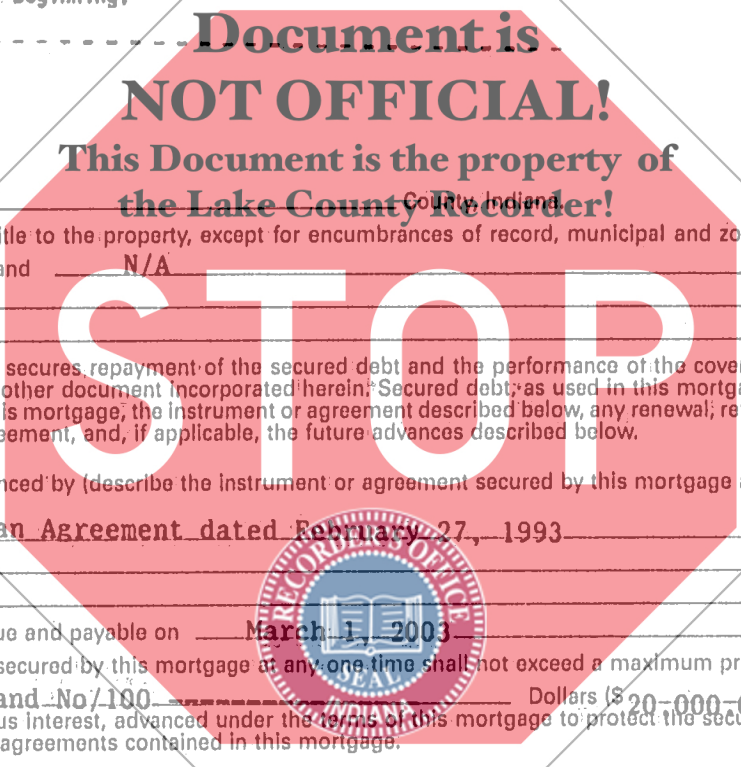 Beginning.
Document is
NOT OFFICIAL!
This Document is the property of
the Lake County Recorder!
County, Indiana
itle to the property, except for encumbrances of record, municipal and zo
and N/A
STOP
secures repayment of the secured debt and the performance of the cove
other document incorporated herein. Secured debt, as used in this mortga
is mortgage, the instrument or agreement described below, any renewal, re
eement, and, if applicable, the future advances described below.
nced by (describe the instrument or agreement secured by this mortgage
an Agreement dated February 27, 1993
RECORDER'S OFFICE
SEAL
INDIANA
ue and payable on March 1, 2003
secured by this mortgage at any one time shall not exceed a maximum pr
and No/100 Dollars ($ 20,000.
us interest, advanced under the terms of this mortgage to protect the secu
agreements contained in this mortgage.